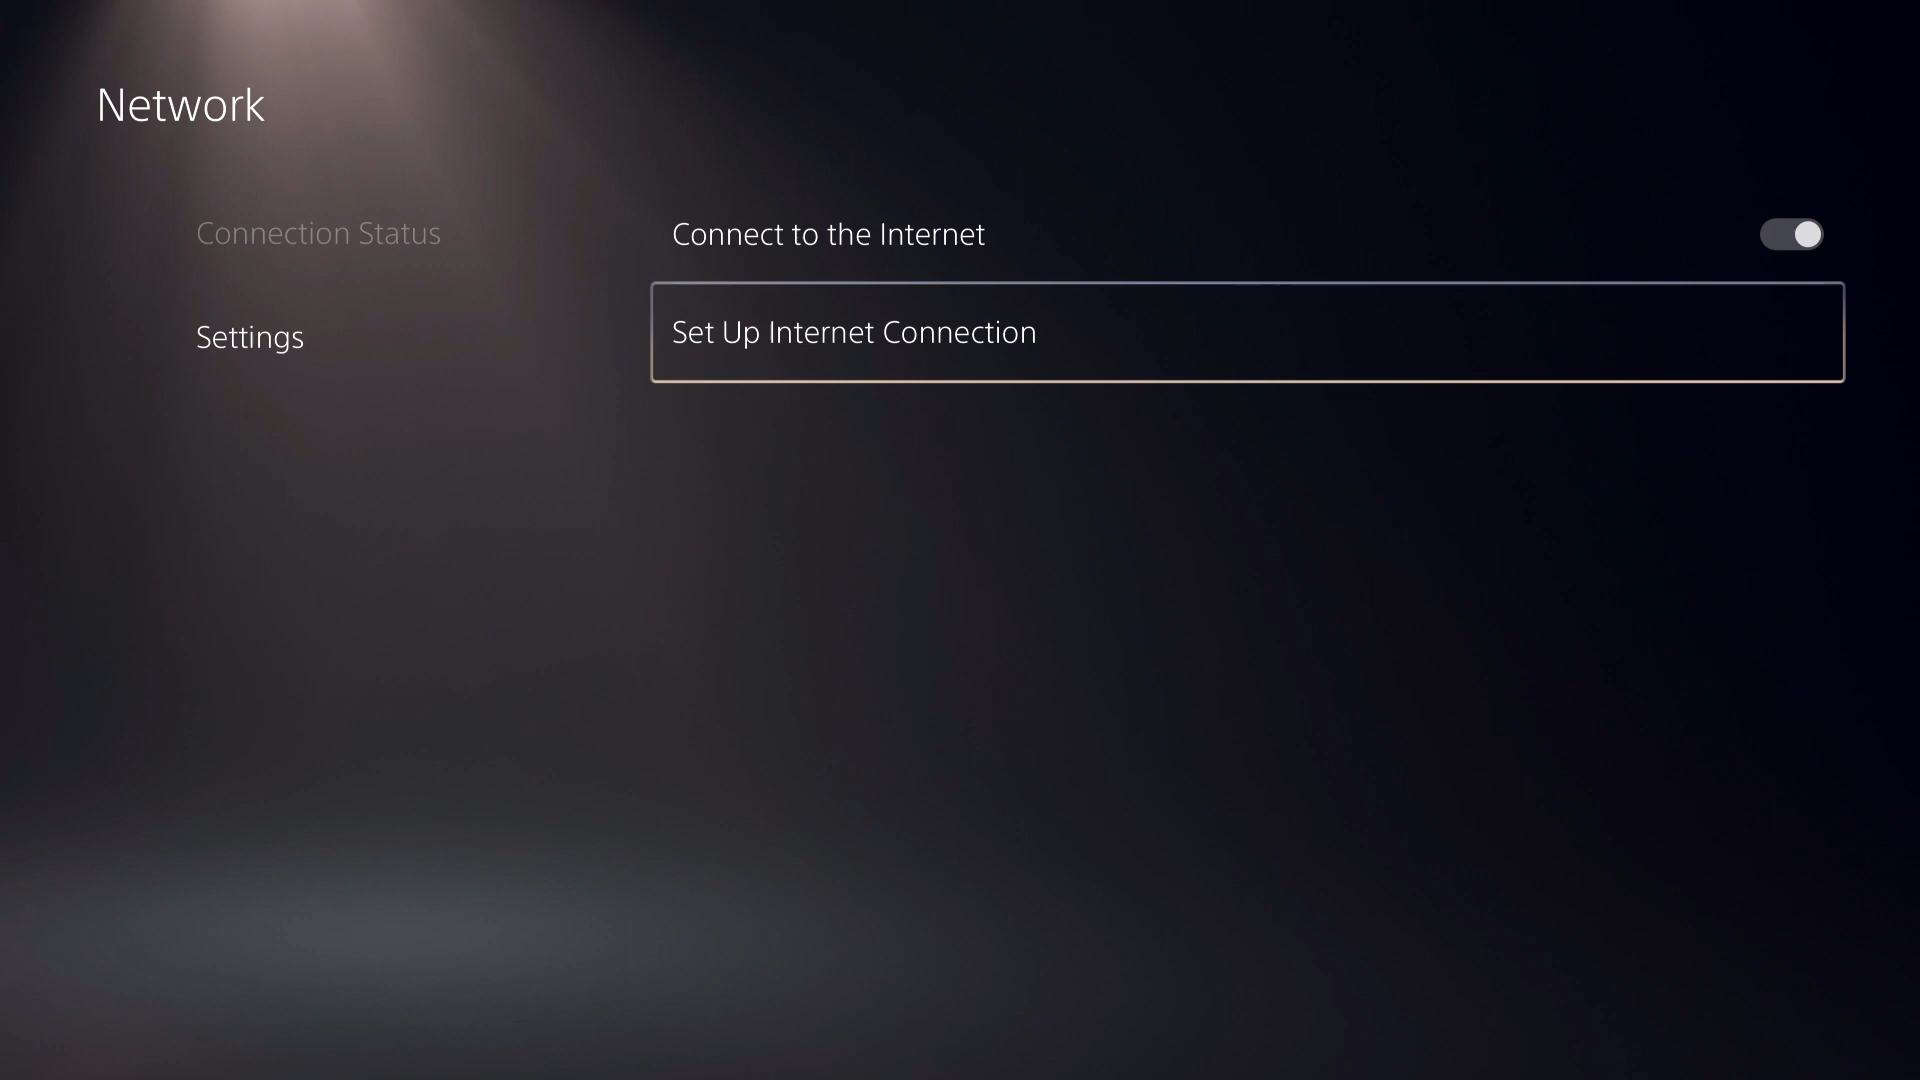 Network
Connection Status
Settings
Connect to the Internet
Set Up Internet Connection